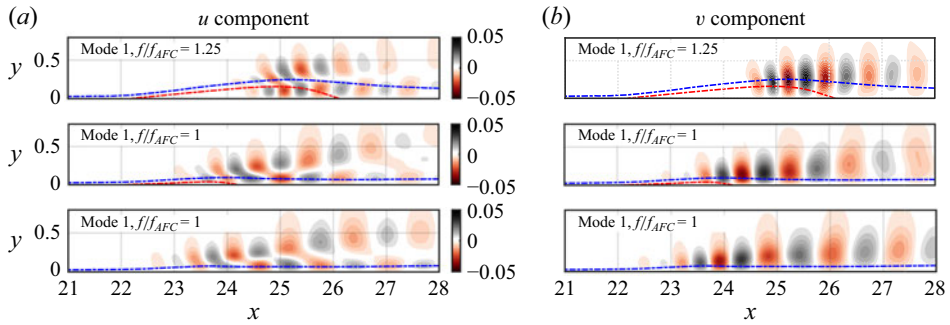 (a) u component
(b) v component
Mode 1, f/f_AFC = 1.25
0.5
y
0
0.05
0
−0.05
Mode 1, f/f_AFC = 1.25
Mode 1, f/f_AFC = 1
0.5
y
0
0.05
0
−0.05
Mode 1, f/f_AFC = 1
Mode 1, f/f_AFC = 1
0.5
y
0
0.05
0
−0.05
Mode 1, f/f_AFC = 1
21 22 23 24 25 26 27 28
x
21 22 23 24 25 26 27 28
x